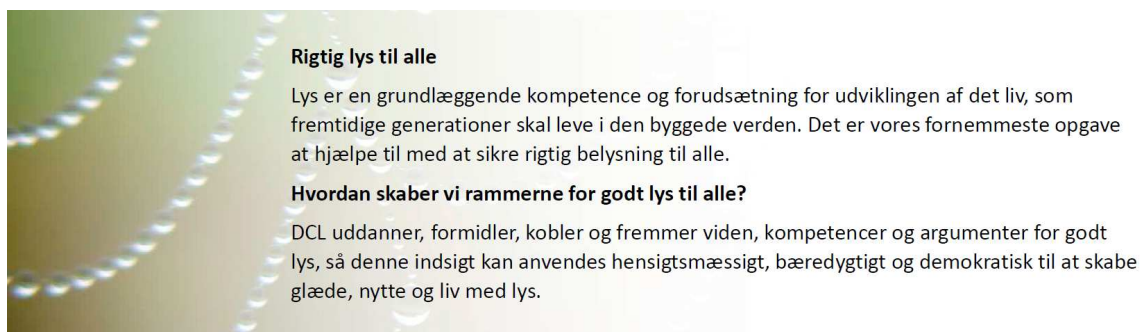 Rigtig lys til alle
Lys er en grundlæggende kompetence og forudsætning for udviklingen af det liv, som
fremtidige generationer skal leve i den byggede verden. Det er vores fornemmeste opgave
at hjælpe til med at sikre rigtig belysning til alle.
Hvordan skaber vi rammerne for godt lys til alle?
DCL uddanner, formidler, kobler og fremmer viden, kompetencer og argumenter for godt
lys, så denne indsigt kan anvendes hensigtsmæssigt, bæredygtigt og demokratisk til at skabe
glæde, nytte og liv med lys.